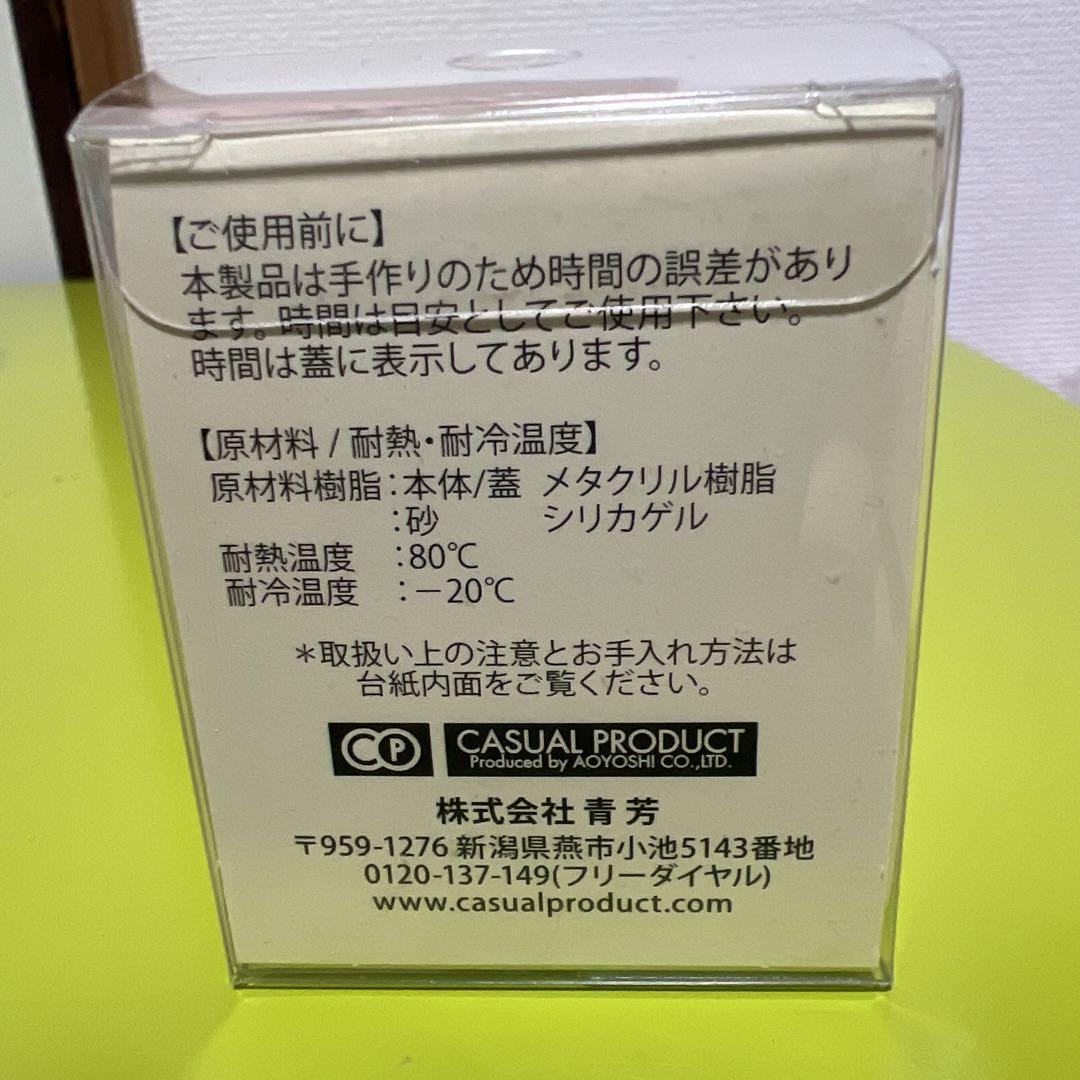 【ご使用前に】
本製品は手作りのため時間の誤差があり
ます。時間は目安としてご使用下さい。
時間は蓋に表示してあります。
【原材料 / 耐熱・耐冷温度】
原材料樹脂：本体/蓋 メタクリル樹脂
：砂 シリカゲル
耐熱温度 ：80℃
耐冷温度 ：－20℃
＊取扱い上の注意とお手入れ方法は
台紙内面をご覧ください。
CP CASUAL PRODUCT
Produced by AOYOSHI CO.,LTD.
株式会社 青芳
〒959-1276 新潟県燕市小池5143番地
0120-137-149(フリーダイヤル)
www.casualproduct.com